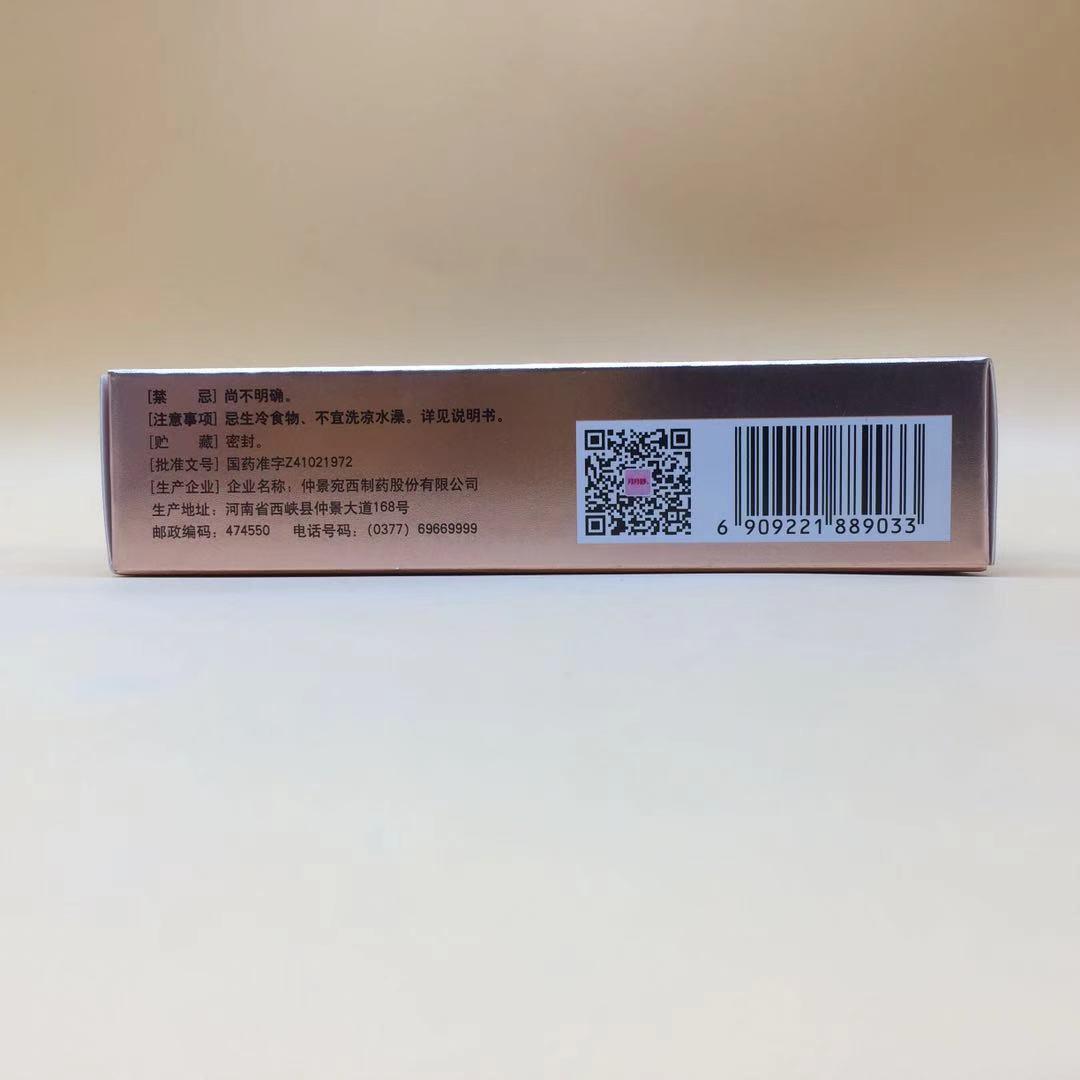 [禁　忌] 尚不明确。
[注意事项] 忌生冷食物、不宜洗凉水澡。详见说明书。
[贮　藏] 密封。
[批准文号] 国药准字Z41021972
[生产企业] 企业名称：仲景宛西制药股份有限公司
生产地址：河南省西峡县仲景大道168号
邮政编码：474550　电话号码：（0377）69669999
6 909221 889033